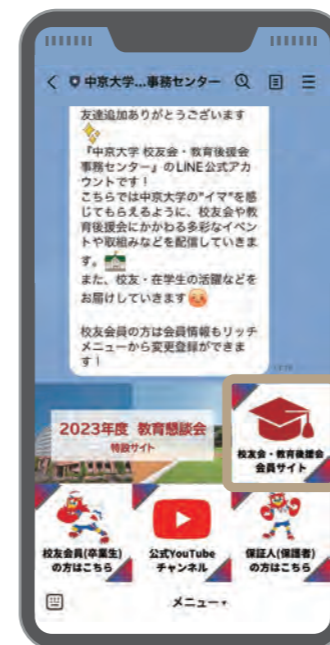 中京大学...事務センター
友達追加ありがとうございます
『中京大学 校友会・教育後援会
事務センター』のLINE公式アカ
ウントです！
こちらでは中京大学の"イマ"を感
じてもらえるように、校友会や教
育後援会にかかわる多彩なイベン
トや取組みなどを配信していきま
す。
また、校友・在学生の活躍などを
お届けしていきます
校友会員の方は会員情報もリッチ
メニューから変更登録ができま
す！
2023年度 教育懇談会
特設サイト
校友会・教育後援会
会員サイト
校友会員(卒業生)
の方はこちら
公式YouTube
チャンネル
保証人(保護者)
の方はこちら
メニュー▾